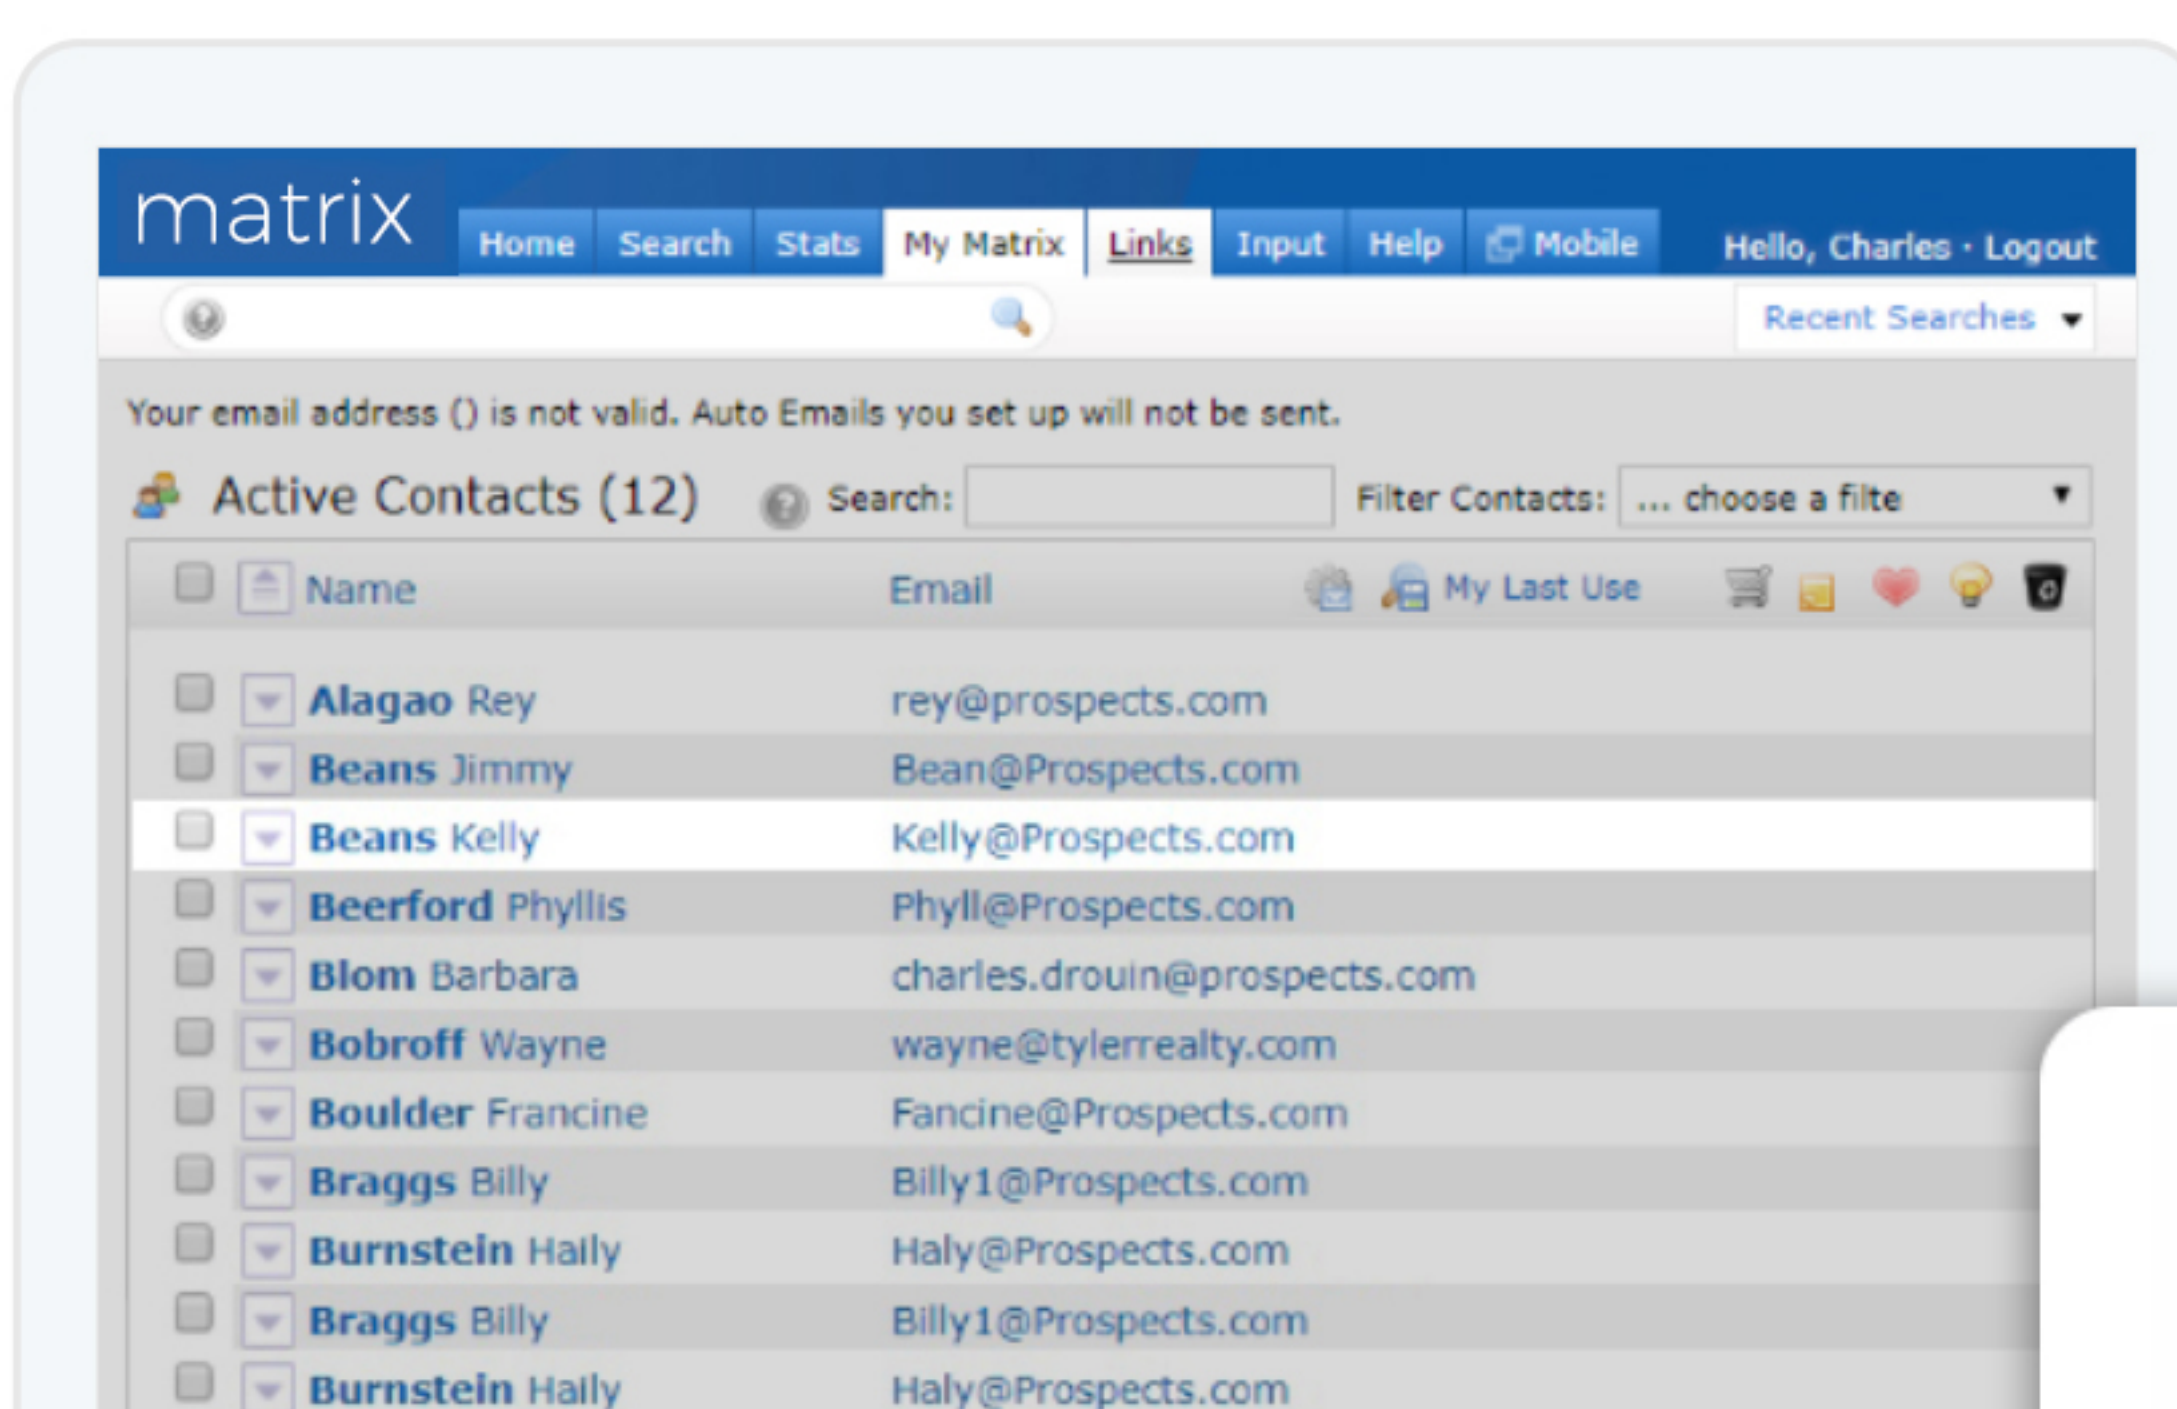 matrix
Home Search Stats My Matrix Links Input Help Mobile Hello, Charles · Logout
Recent Searches
Your email address () is not valid. Auto Emails you set up will not be sent.
Active Contacts (12) Search: Filter Contacts: ... choose a filte
Name Email My Last Use
Alagao Rey rey@prospects.com
Beans Jimmy Bean@Prospects.com
Beans Kelly Kelly@Prospects.com
Beerford Phyllis Phyll@Prospects.com
Blom Barbara charles.drouin@prospects.com
Bobroff Wayne wayne@tylerrealty.com
Boulder Francine Fancine@Prospects.com
Braggs Billy Billy1@Prospects.com
Burnstein Hally Haly@Prospects.com
Braggs Billy Billy1@Prospects.com
Burnstein Hally Haly@Prospects.com